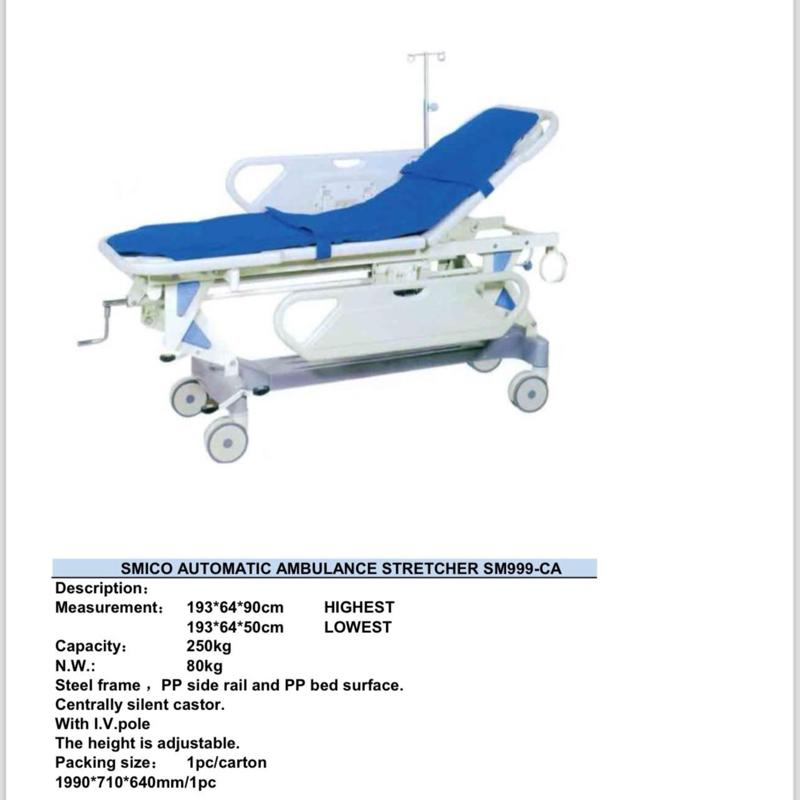 SMICO AUTOMATIC AMBULANCE STRETCHER SM999-CA
Description：
Measurement： 193*64*90cm HIGHEST
193*64*50cm LOWEST
Capacity： 250kg
N.W.: 80kg
Steel frame ，PP side rail and PP bed surface.
Centrally silent castor.
With I.V.pole
The height is adjustable.
Packing size： 1pc/carton
1990*710*640mm/1pc